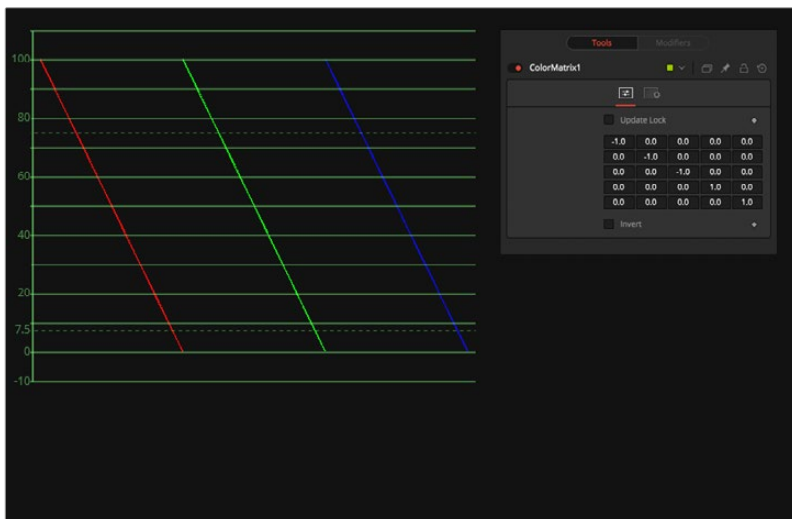 100
80
60
40
20
7.5
0
-10
Tools Modifiers
ColorMatrix1
Update Lock
-1.0 0.0 0.0 0.0 0.0
0.0 -1.0 0.0 0.0 0.0
0.0 0.0 -1.0 0.0 0.0
0.0 0.0 0.0 1.0 0.0
0.0 0.0 0.0 0.0 1.0
Invert